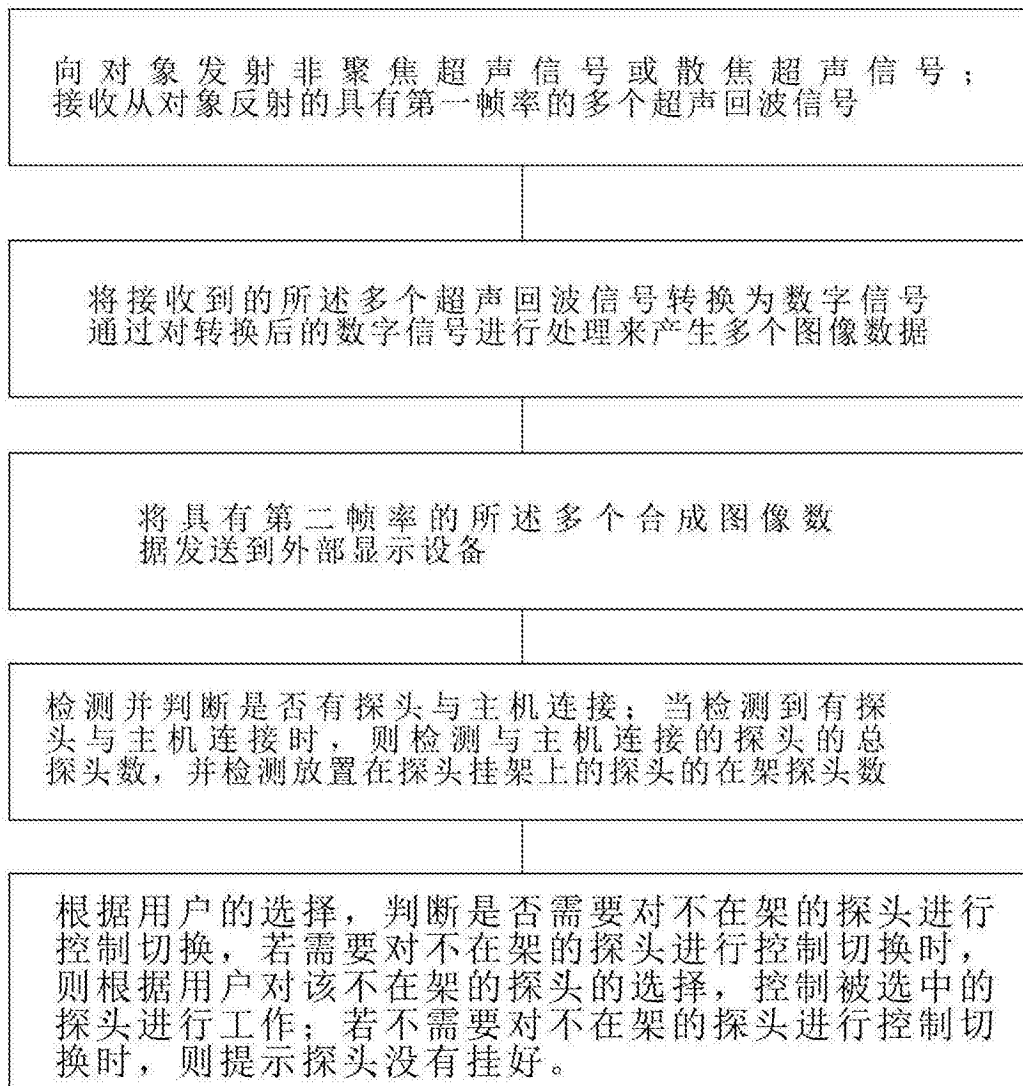 向对象发射非聚焦超声信号或散焦超声信号；
接收从对象反射的具有第一帧率的多个超声回波信号
将接收到的所述多个超声回波信号转换为数字信号
通过对转换后的数字信号进行处理来产生多个图像数据
将具有第二帧率的所述多个合成图像数
据发送到外部显示设备
检测并判断是否有探头与主机连接；当检测到有探
头与主机连接时，则检测与主机连接的探头的总
探头数，并检测放置在探头挂架上的探头的在架探头数
根据用户的选择，判断是否需要对不在架的探头进行
控制切换，若需要对不在架的探头进行控制切换时，
则根据用户对该不在架的探头的选择，控制被选中的
探头进行工作；若不需要对不在架的探头进行控制切
换时，则提示探头没有挂好。